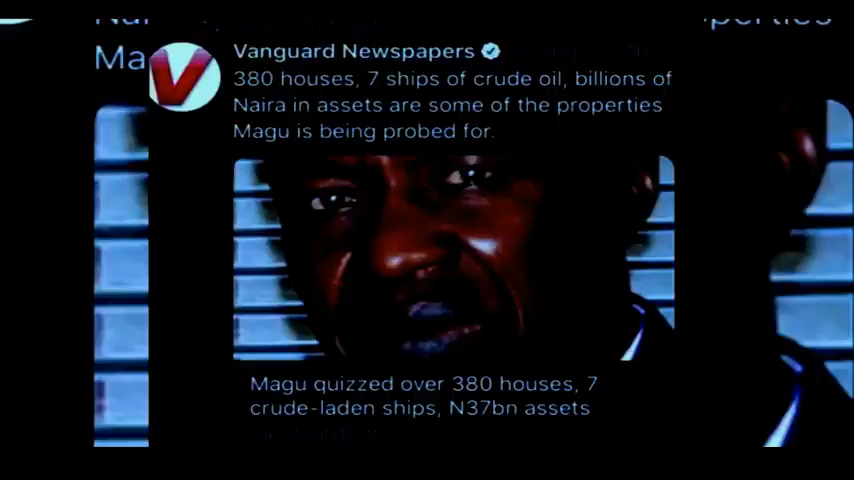 Vanguard Newspapers
380 houses, 7 ships of crude oil, billions of
Naira in assets are some of the properties
Magu is being probed for.
Magu quizzed over 380 houses, 7
crude-laden ships, N37bn assets